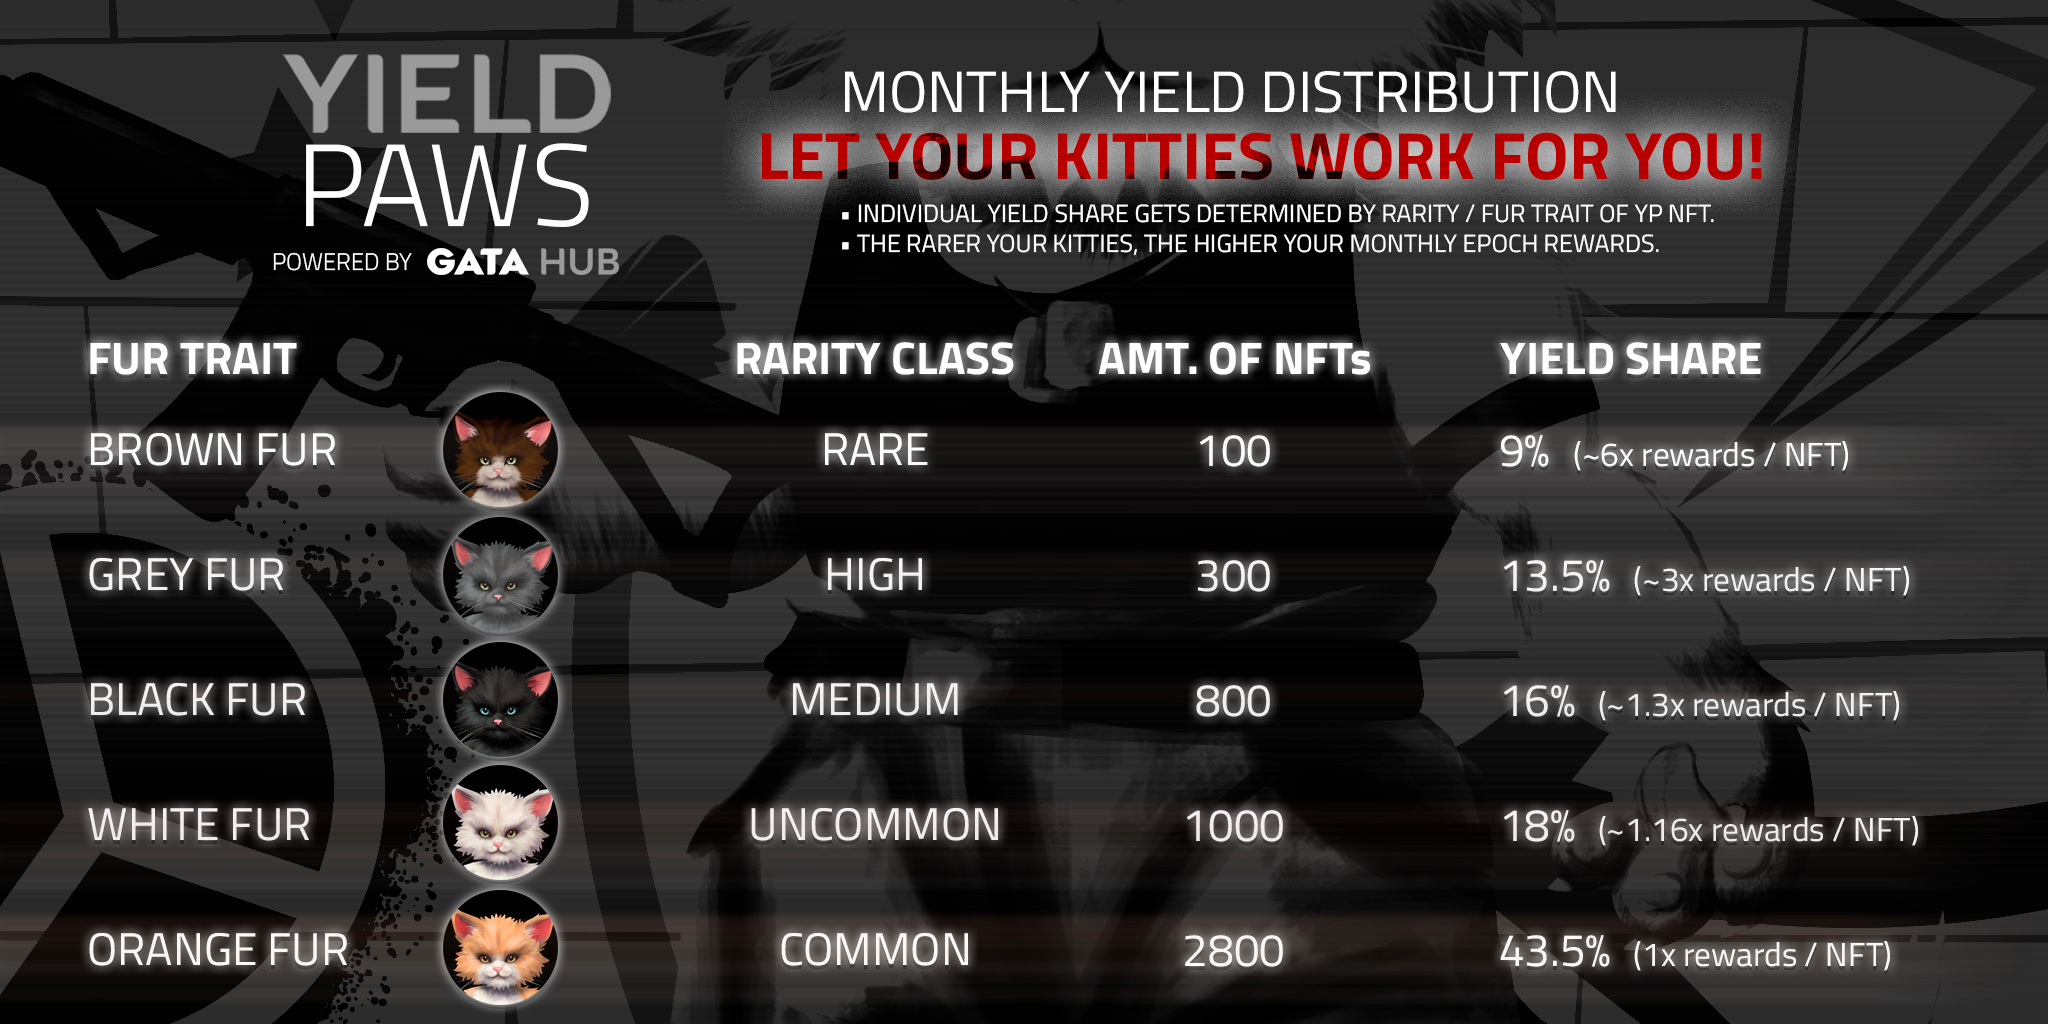 YIELD
PAWS
POWERED BY GATA HUB
MONTHLY YIELD DISTRIBUTION
LET YOUR KITTIES WORK FOR YOU!
▪ INDIVIDUAL YIELD SHARE GETS DETERMINED BY RARITY / FUR TRAIT OF YP NFT.
▪ THE RARER YOUR KITTIES, THE HIGHER YOUR MONTHLY EPOCH REWARDS.
FUR TRAIT RARITY CLASS AMT. OF NFTs YIELD SHARE
BROWN FUR RARE 100 9% (~6x rewards / NFT)
GREY FUR HIGH 300 13.5% (~3x rewards / NFT)
BLACK FUR MEDIUM 800 16% (~1.3x rewards / NFT)
WHITE FUR UNCOMMON 1000 18% (~1.16x rewards / NFT)
ORANGE FUR COMMON 2800 43.5% (1x rewards / NFT)